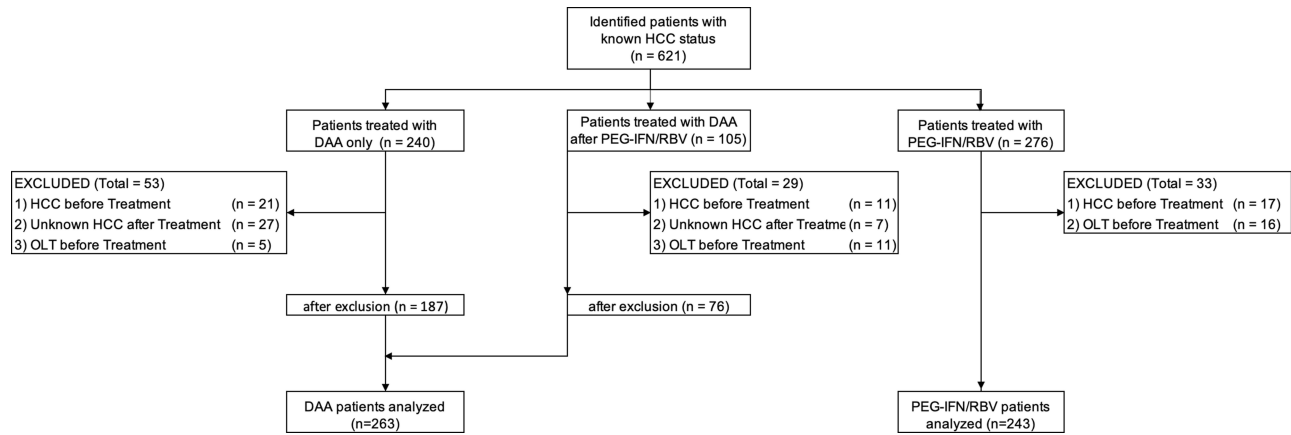 Identified patients with
known HCC status
(n = 621)
Patients treated with
DAA only (n = 240)
Patients treated with DAA
after PEG-IFN/RBV (n = 105)
Patients treated with
PEG-IFN/RBV (n = 276)
EXCLUDED (Total = 53)
1) HCC before Treatment (n = 21)
2) Unknown HCC after Treatment (n = 27)
3) OLT before Treatment (n = 5)
EXCLUDED (Total = 29)
1) HCC before Treatment (n = 11)
2) Unknown HCC after Treatme (n = 7)
3) OLT before Treatment (n = 11)
EXCLUDED (Total = 33)
1) HCC before Treatment (n = 17)
2) OLT before Treatment (n = 16)
after exclusion (n = 187)
after exclusion (n = 76)
DAA patients analyzed
(n=263)
PEG-IFN/RBV patients
analyzed (n=243)